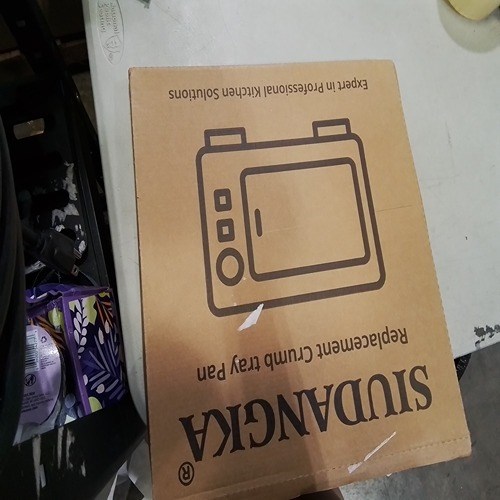 SIUDANGKA®
Replacement Crumb tray Pan
Expert in Professional Kitchen Solutions